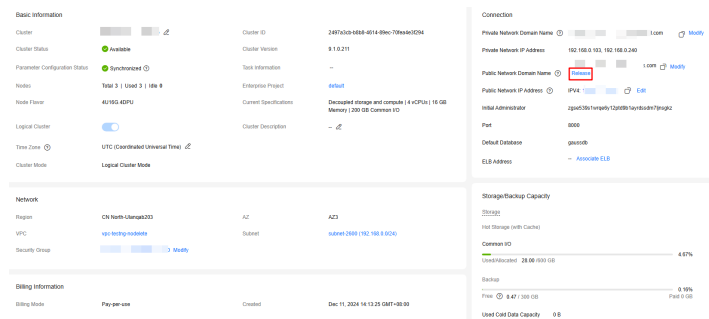 Basic Information
Cluster
Cluster ID 2497a3cb-b8b8-4614-89ec-70fea4e3f294
Cluster Status Available Cluster Version 9.1.0.211
Parameter Configuration Status Synchronized Task Information --
Nodes Total 3 | Used 3 | Idle 0 Enterprise Project default
Node Flavor 4U16G.4DPU Current Specifications Decoupled storage and compute | 4 vCPUs | 16 GB Memory | 200 GB Common I/O
Logical Cluster Cluster Description --
Time Zone UTC (Coordinated Universal Time)
Cluster Mode Logical Cluster Mode
Network
Region CN North-Ulanqab203 AZ AZ3
VPC vpc-testng-nodelete Subnet subnet-2600 (192.168.0.0/24)
Security Group Modify
Billing Information
Billing Mode Pay-per-use Created Dec 11, 2024 14:13:25 GMT+08:00
Connection
Private Network Domain Name l.com Modify
Private Network IP Address 192.168.0.103, 192.168.0.240
Public Network Domain Name Release .com Modify
Public Network IP Address IPV4: Edit
Initial Administrator
Port 8000
Default Database gaussdb
ELB Address -- Associate ELB
Storage/Backup Capacity
Storage
Hot Storage (with Cache)
Common I/O
4.67%
Used/Allocated 28.00 /600 GB
Backup
0.16%
Free 0.47 / 300 GB Paid 0 GB
Used Cold Data Capacity 0 B